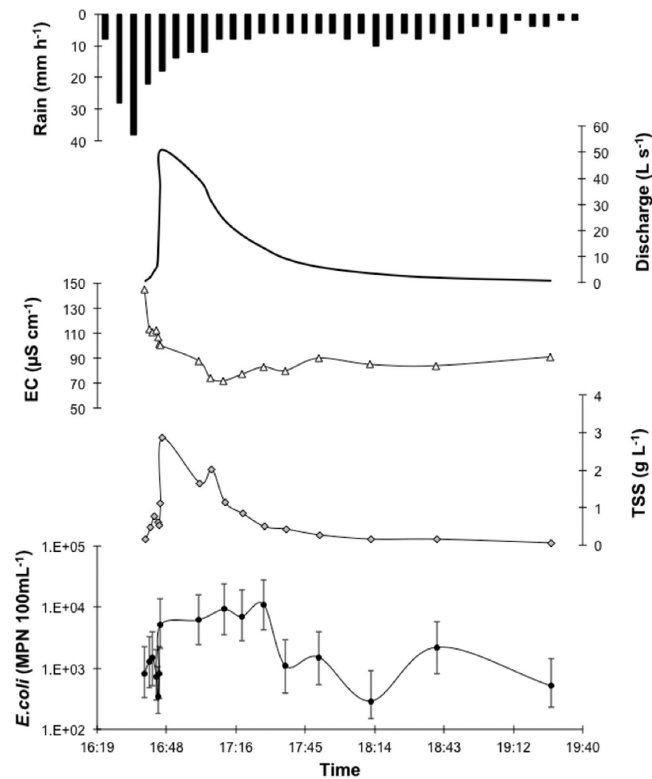 0
10
20
30
40
Rain (mm h⁻¹)
60
50
40
30
20
10
0
Discharge (L s⁻¹)
150
130
110
90
70
50
EC (µS cm⁻¹)
4
3
2
1
0
TSS (g L⁻¹)
1.E+05
1.E+04
1.E+03
1.E+02
E.coli (MPN 100mL⁻¹)
16:19 16:48 17:16 17:45 18:14 18:43 19:12 19:40
Time